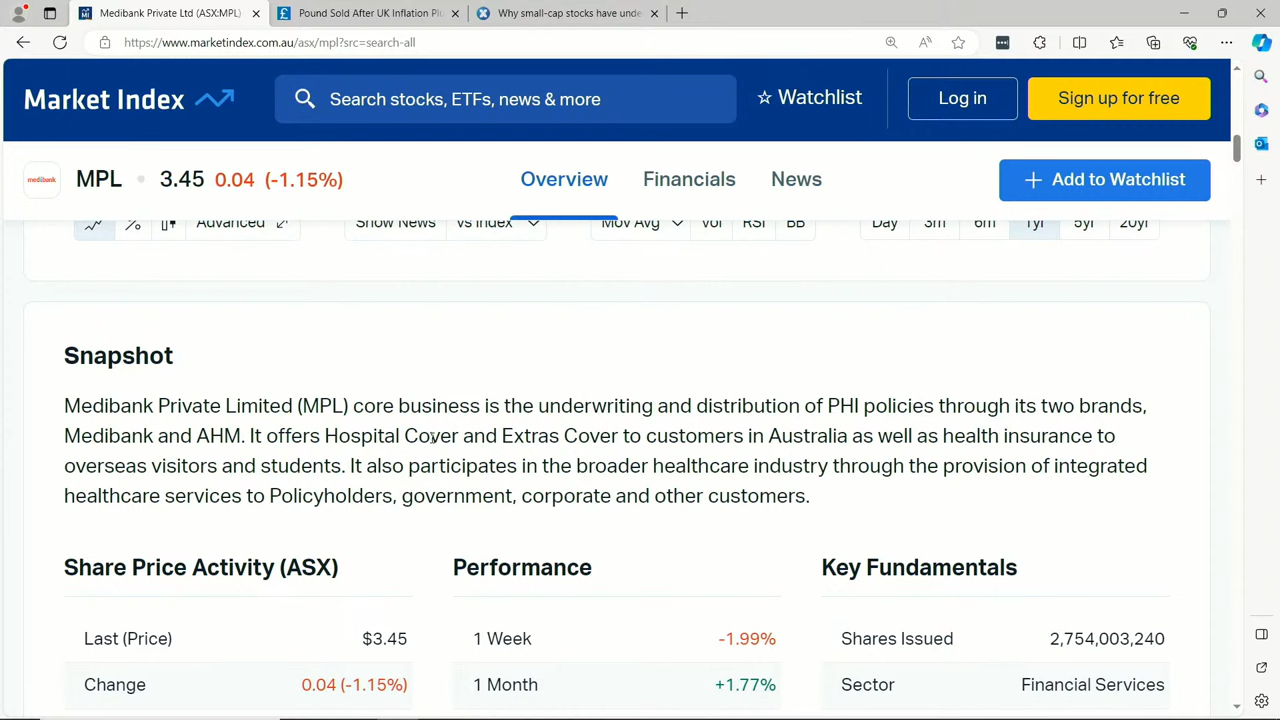 Medibank Private Ltd (ASX:MPL)
Pound Sold After UK Inflation Plu
Why small-cap stocks have unde
https://www.marketindex.com.au/asx/mpl?src=search-all
Market Index
Search stocks, ETFs, news & more
Watchlist
Log in
Sign up for free
medibank
MPL
3.45
0.04 (-1.15%)
Overview
Financials
News
+ Add to Watchlist
Advanced
Show News
vs Index
Mov Avg
Vol
RSI
BB
Day
3m
6m
1yr
5yr
20yr
Snapshot
Medibank Private Limited (MPL) core business is the underwriting and distribution of PHI policies through its two brands,
Medibank and AHM. It offers Hospital Cover and Extras Cover to customers in Australia as well as health insurance to
overseas visitors and students. It also participates in the broader healthcare industry through the provision of integrated
healthcare services to Policyholders, government, corporate and other customers.
Share Price Activity (ASX)
Last (Price) $3.45
Change 0.04 (-1.15%)
Performance
1 Week -1.99%
1 Month +1.77%
Key Fundamentals
Shares Issued 2,754,003,240
Sector Financial Services